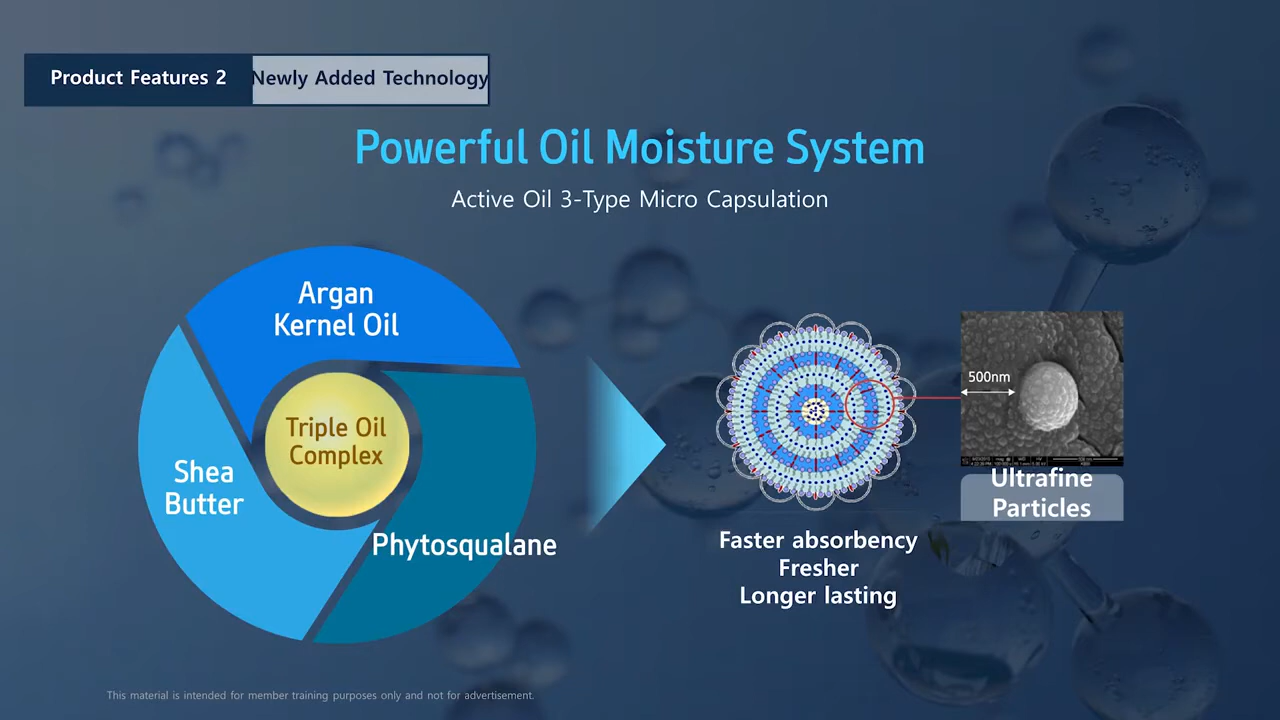 Product Features 2
Newly Added Technology
Powerful Oil Moisture System
Active Oil 3-Type Micro Capsulation
Argan
Kernel Oil
Triple Oil
Complex
Shea
Butter
Phytosqualane
500nm
Ultrafine
Particles
Faster absorbency
Fresher
Longer lasting
This material is intended for member training purposes only and not for advertisement.